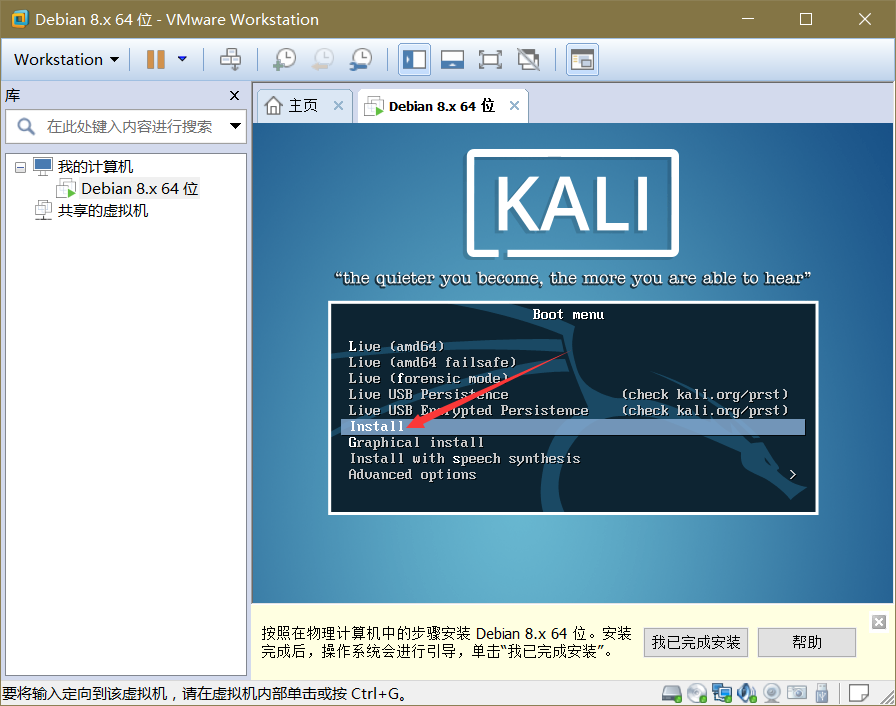 Debian 8.x 64 位 - VMware Workstation
Workstation
库
在此处键入内容进行搜索
我的计算机
Debian 8.x 64 位
共享的虚拟机
主页
Debian 8.x 64 位
KALI
“the quieter you become, the more you are able to hear”
Boot menu
Live (amd64)
Live (amd64 failsafe)
Live (forensic mode)
Live USB Persistence (check kali.org/prst)
Live USB Encrypted Persistence (check kali.org/prst)
Install
Graphical install
Install with speech synthesis
Advanced options >
按照在物理计算机中的步骤安装 Debian 8.x 64 位。安装
完成后，操作系统会进行引导，单击“我已完成安装”。
我已完成安装
帮助
要将输入定向到该虚拟机，请在虚拟机内部单击或按 Ctrl+G。